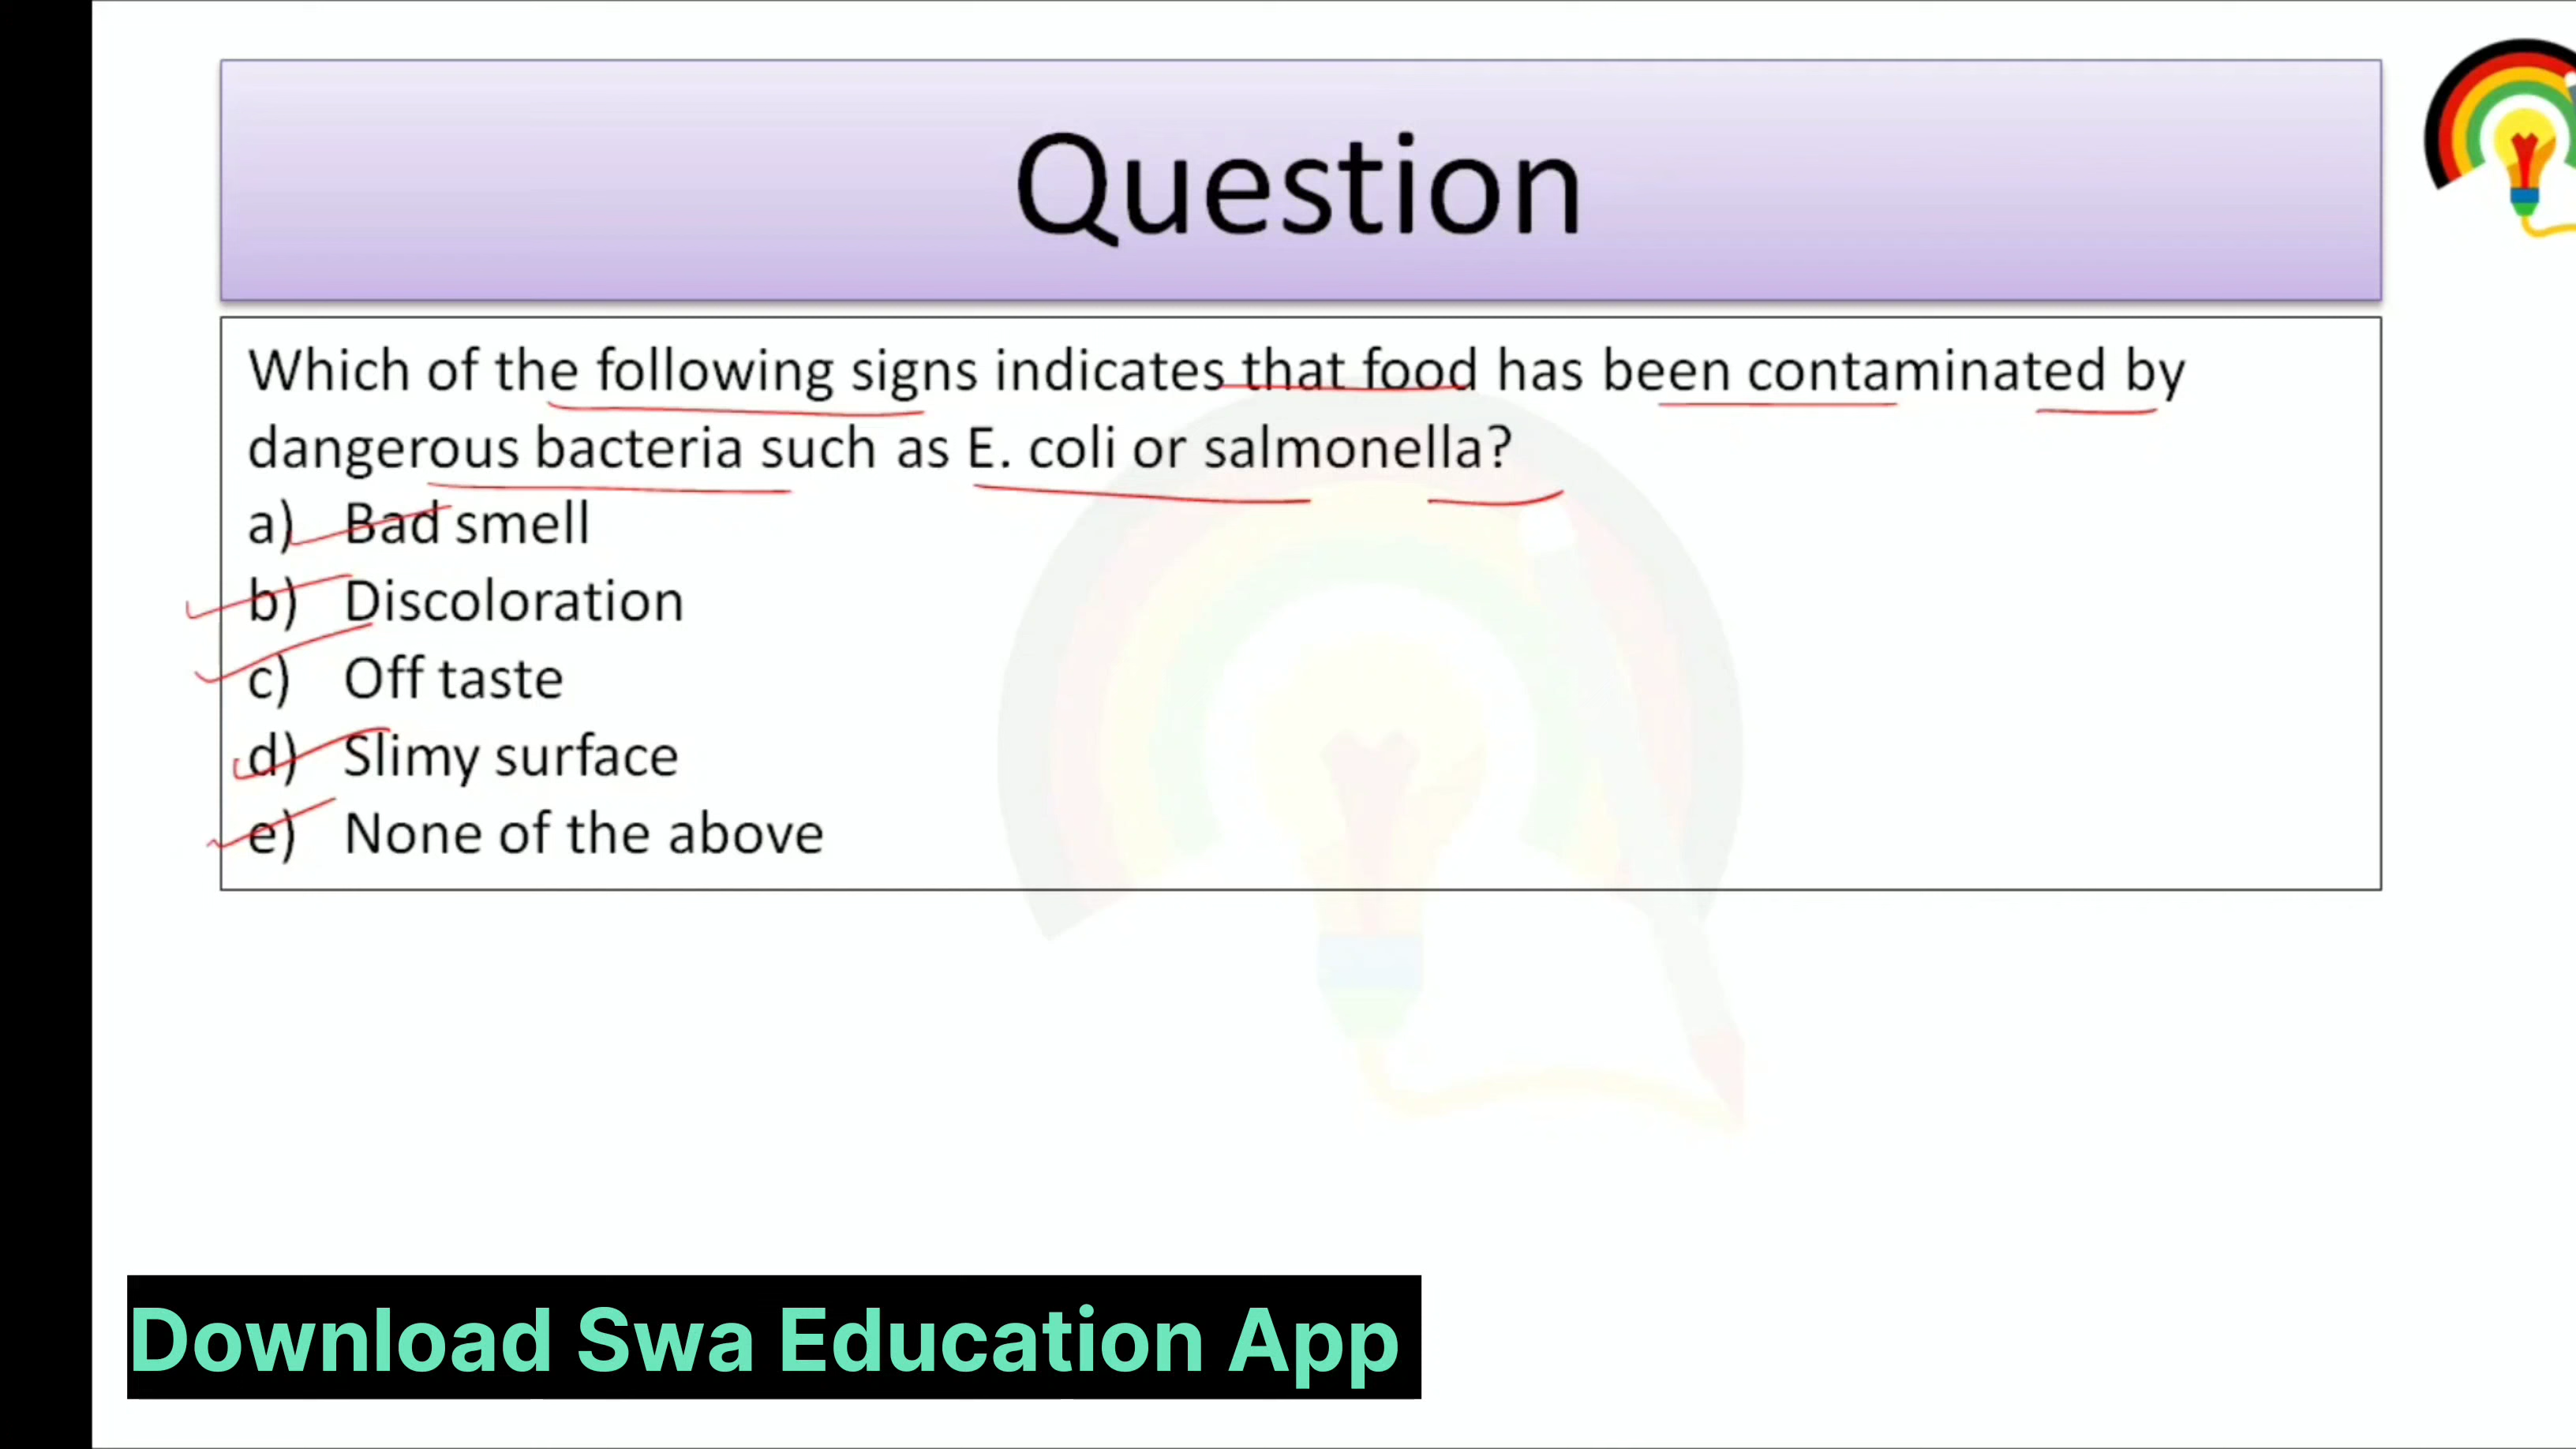 Question
Which of the following signs indicates that food has been contaminated by
dangerous bacteria such as E. coli or salmonella?
a) Bad smell
b) Discoloration
c) Off taste
d) Slimy surface
e) None of the above
Download Swa Education App